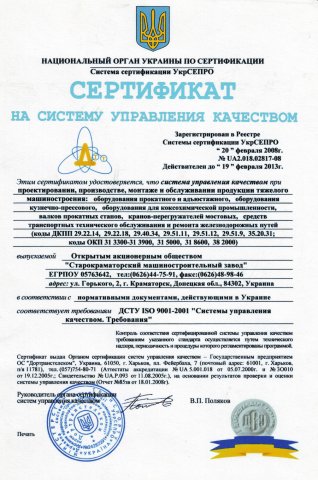 НАЦИОНАЛЬНЫЙ ОРГАН УКРАИНЫ ПО СЕРТИФИКАЦИИ
Система сертификации УкрСЕПРО
СЕРТИФИКАТ
НА СИСТЕМУ УПРАВЛЕНИЯ КАЧЕСТВОМ
Зарегистрирован в Реестре
Системы сертификации УкрСЕПРО
" 20 " февраля 2008г.
№ UA2.018.02817-08
Действителен до " 19 " февраля 2013г.
Этим сертификатом удостоверяется, что система управления качеством при
проектировании, производстве, монтаже и обслуживании продукции тяжелого
машиностроения: оборудования прокатного и адъюстажного, оборудования
кузнечно-прессового, оборудования для коксохимической промышленности,
валков прокатных станов, кранов-перегружателей мостовых, средств
транспортных технического обслуживания и ремонта железнодорожных путей
(коды ДКПП 29.22.14, 29.22.18, 29.40.34, 29.51.11, 29.51.12, 29.51.9, 35.20.31;
коды ОКП 31 3300-31 3900, 31 5000, 31 8600, 38 2000)
выпускаемой Открытым акционерным обществом
"Старокраматорский машиностроительный завод"
ЕГРПОУ 05763642, тел:(0626)44-75-91, факс:(0626)48-98-46
адрес: ул. Горького, 2, г. Краматорск, Донецкая обл., 84302, Украина
в соответствии с нормативными документами, действующими в Украине
соответствует требованиям ДСТУ ISO 9001-2001 "Системы управления
качеством. Требования"
Контроль соответствия сертифицированной системы управления качеством
требованиям указанного стандарта осуществляется путем технического
надзора, периодичность и процедуры которого регламентированы программой.
Сертификат выдан Органом сертификации систем управления качеством – Государственным предприятием
ОС "Дортранстелеком", Украина, 61050, г. Харьков, пл. Фейербаха, 7 (почтовый адрес: 61001, г. Харьков,
п/я 11781), тел.(057)754-80-71 (Аттестат аккредитации № UA 5.001.018 от 05.07.2000г. и № ЗО010
от 19.12.2005г.; Свидетельство № UA.P.093 от 11.08.2005г.), на основании результатов проверки и оценки
системы управления качеством (Отчет №85ов от 18.01.2008г.)
Руководитель органа сертификации
систем управления качеством
В.П. Поляков
Печать